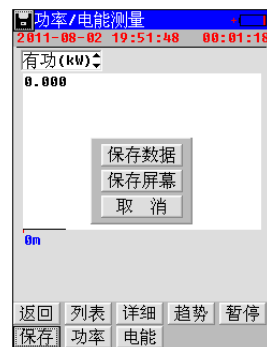 功率/电能测量
2011-08-02 19:51:48 00:01:18
有功(kW)
0.000
保存数据
保存屏幕
取 消
0m
返回 列表 详细 趋势 暂停
保存 功率 电能